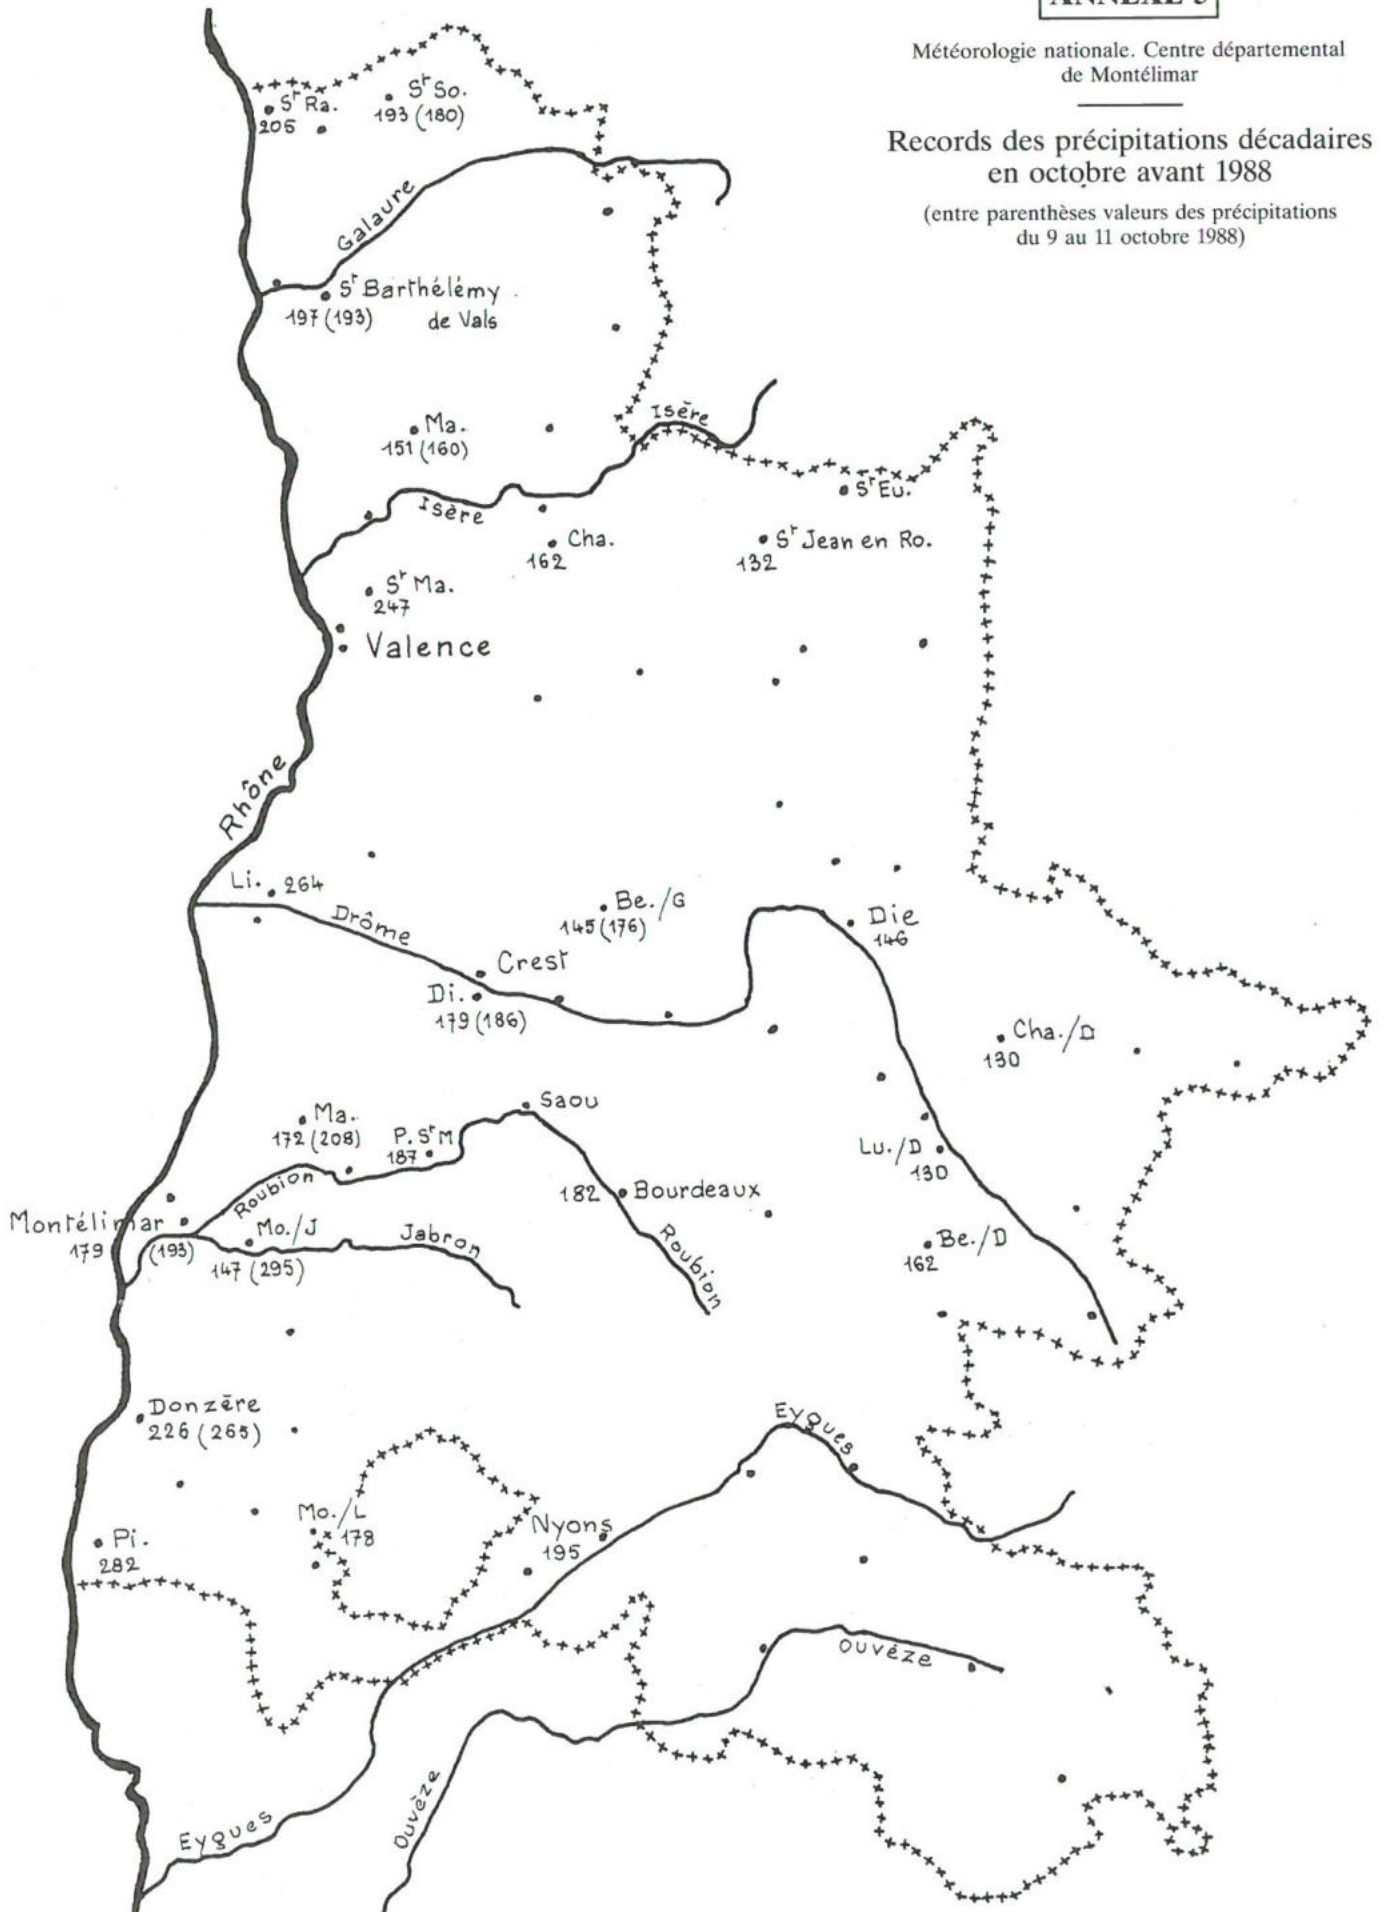 ANNEXE 5
Météorologie nationale. Centre départemental
de Montélimar
Records des précipitations décadaires
en octobre avant 1988
(entre parenthèses valeurs des précipitations
du 9 au 11 octobre 1988)
St Ra.
205
St So.
193 (180)
Galaure
St Barthélémy
197 (193) de Vals
Ma.
151 (160)
Isère
Isère
St Eu.
Cha.
162
St Jean en Ro.
132
St Ma.
247
Valence
Rhône
Li. 264
Drôme
Be./G
145 (176)
Die
146
Crest
Di.
179 (186)
Cha./D
130
Saou
Ma.
172 (208)
P. St M
187
Lu./D
130
Roubion
182 Bourdeaux
Montélimar
179 (193)
Mo./J
147 (295)
Jabron
Roubion
Be./D
162
Donzère
226 (265)
Eygues
Mo./L
178
Nyons
195
Pi.
282
Ouvèze
Eygues
Ouvèze